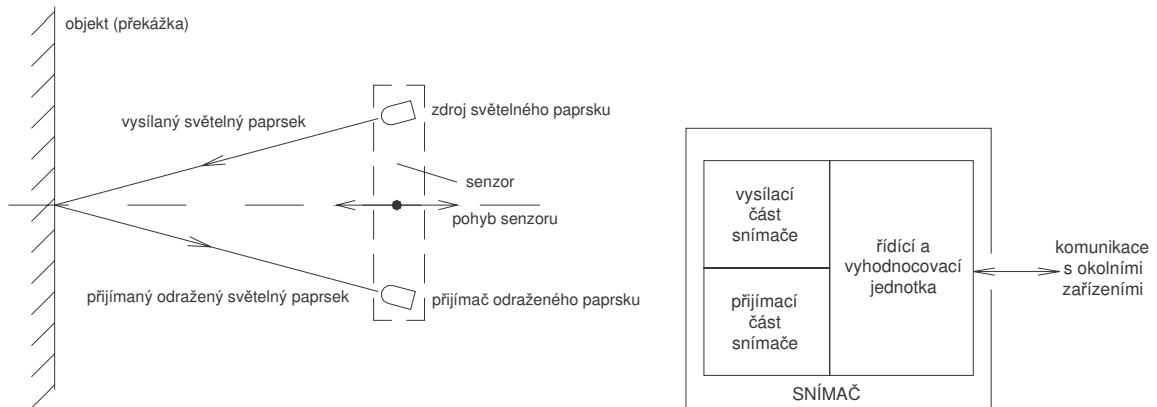 objekt (překážka)
zdroj světelného paprsku
vysílaný světelný paprsek
senzor
pohyb senzoru
přijímaný odražený světelný paprsek
přijímač odraženého paprsku
vysílací
část
snímače
přijímací
část
snímače
řídící a
vyhodnocovací
jednotka
komunikace
s okolními
zařízeními
SNÍMAČ